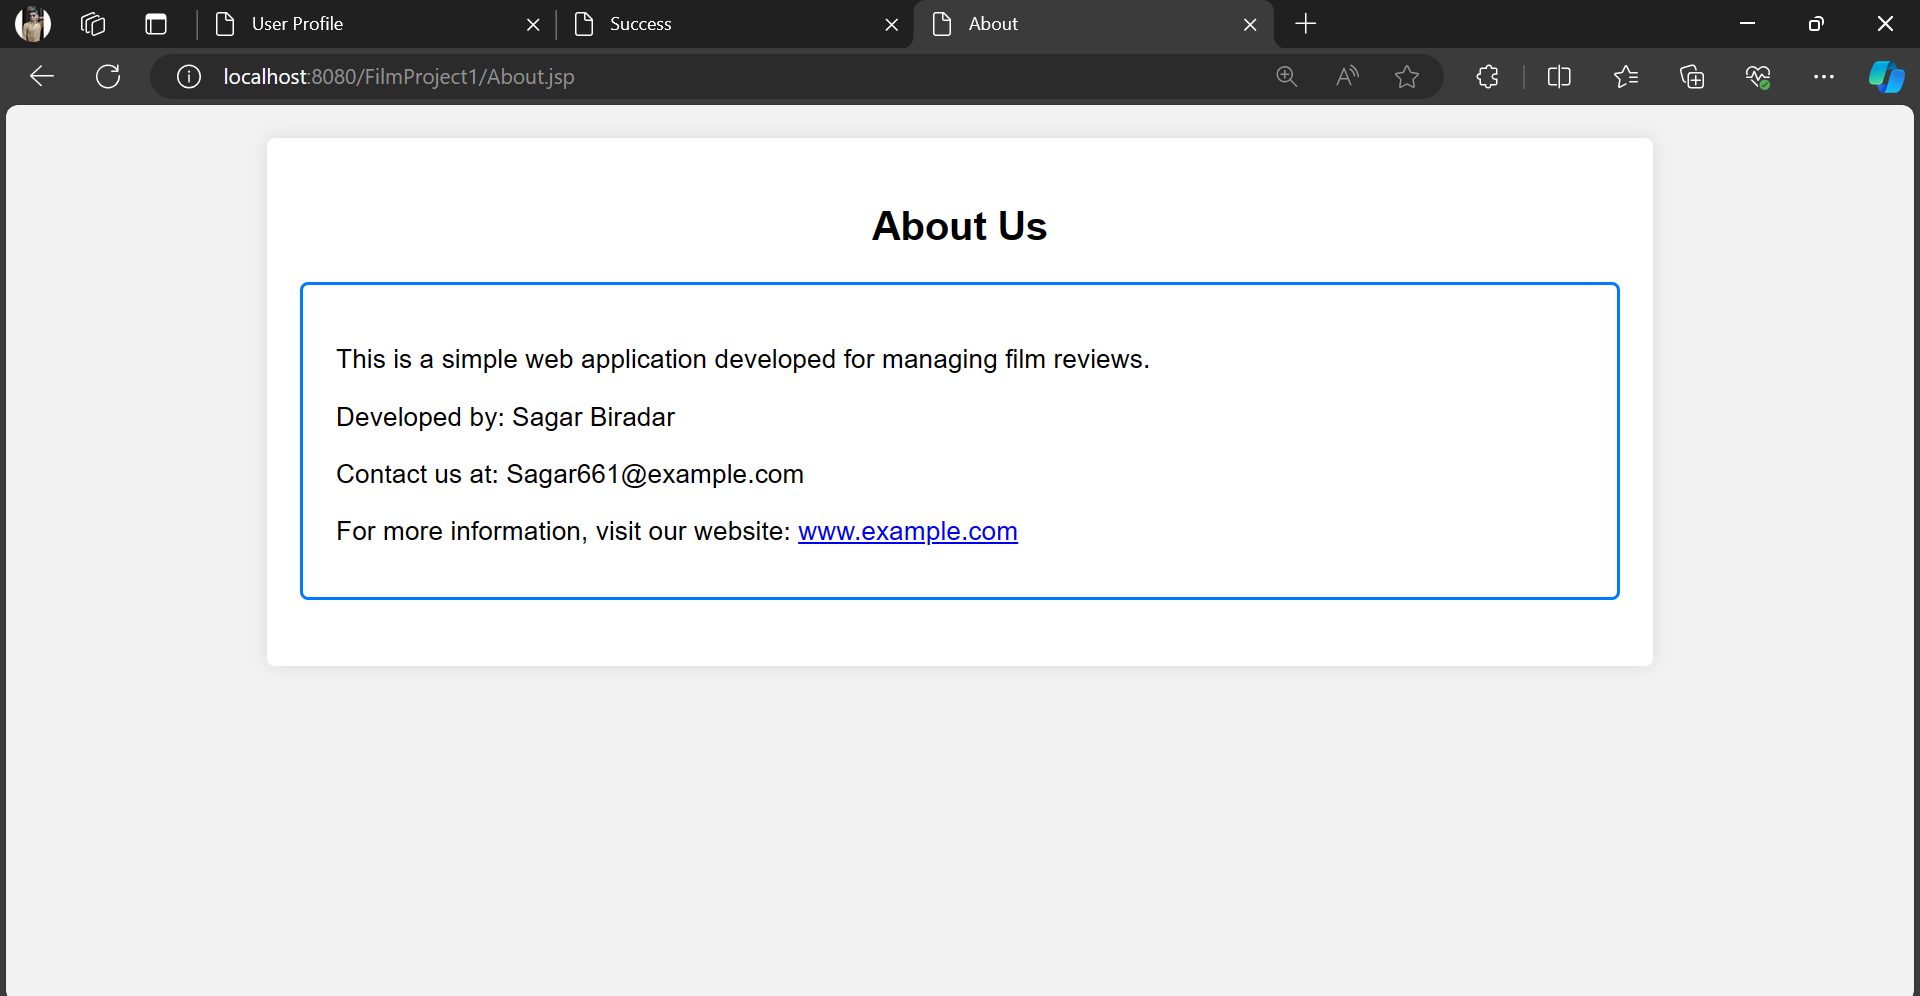 User Profile
Success
About
localhost:8080/FilmProject1/About.jsp
About Us
This is a simple web application developed for managing film reviews.
Developed by: Sagar Biradar
Contact us at: Sagar661@example.com
For more information, visit our website: www.example.com